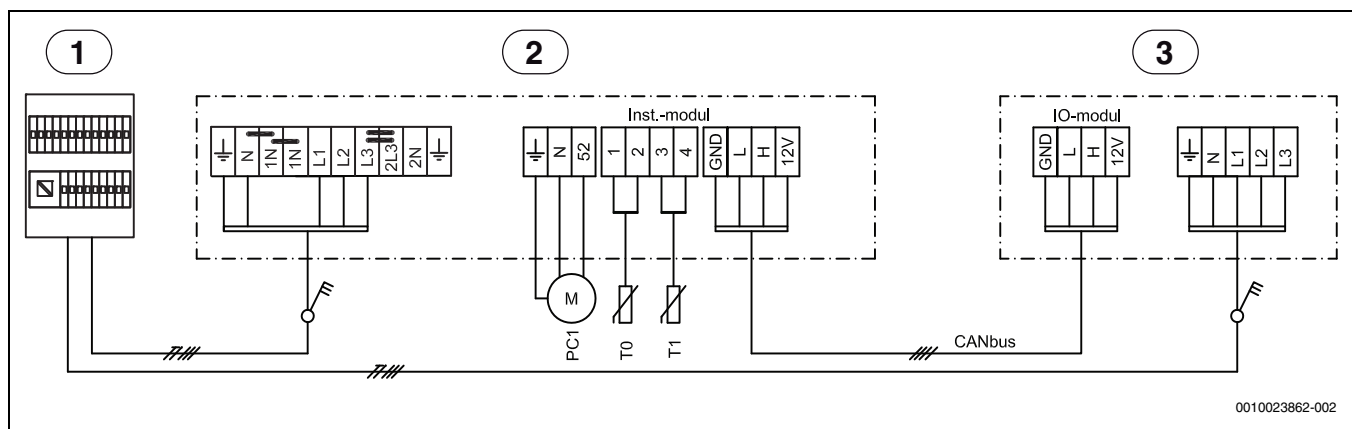 1
2
3
Inst.-modul
IO-modul
N
1N
1N
L1
L2
L3
2L3
2N
N
52
1
2
3
4
GND
L
H
12V
GND
L
H
12V
N
L1
L2
L3
M
PC1
T0
T1
CANbus
0010023862-002